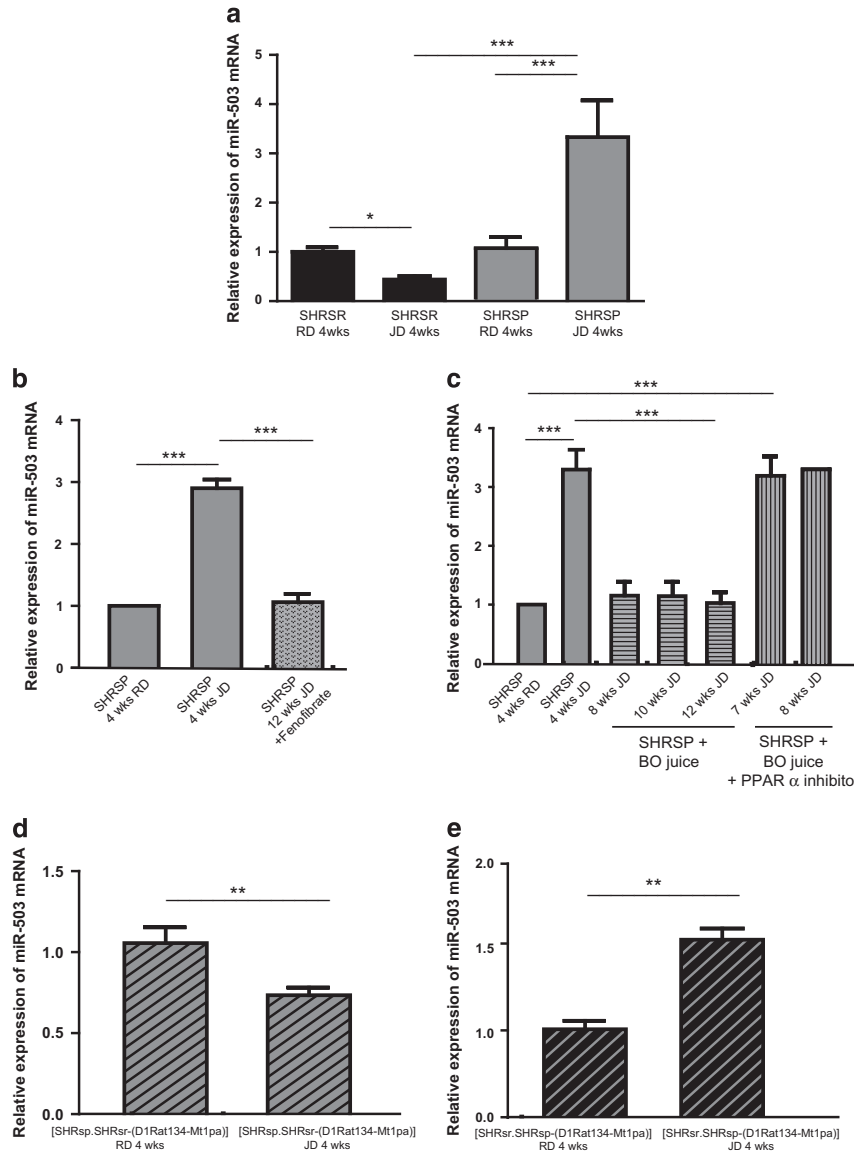 a
Relative expression of miR-503 mRNA
5
4
3
2
1
0
***
***
*
SHRSR
RD 4wks
SHRSR
JD 4wks
SHRSP
RD 4wks
SHRSP
JD 4wks
b
Relative expression of miR-503 mRNA
4
3
2
1
0
***
***
SHRSP
4 wks RD
SHRSP
4 wks JD
SHRSP
12 wks JD
+Fenofibrate
c
Relative expression of miR-503 mRNA
4
3
2
1
0
***
***
***
SHRSP
4 wks RD
SHRSP
4 wks JD
8 wks JD
10 wks JD
12 wks JD
7 wks JD
8 wks JD
SHRSP +
BO juice
SHRSP +
BO juice
+ PPAR α inhibito
d
Relative expression of miR-503 mRNA
1.5
1.0
0.5
0.0
**
[SHRsp.SHRsr-(D1Rat134-Mt1pa)]
RD 4 wks
[SHRsp.SHRsr-(D1Rat134-Mt1pa)]
JD 4 wks
e
Relative expression of miR-503 mRNA
2.0
1.5
1.0
0.0
**
[SHRsr.SHRsp-(D1Rat134-Mt1pa)]
RD 4 wks
[SHRsr.SHRsp-(D1Rat134-Mt1pa)]
JD 4 wks